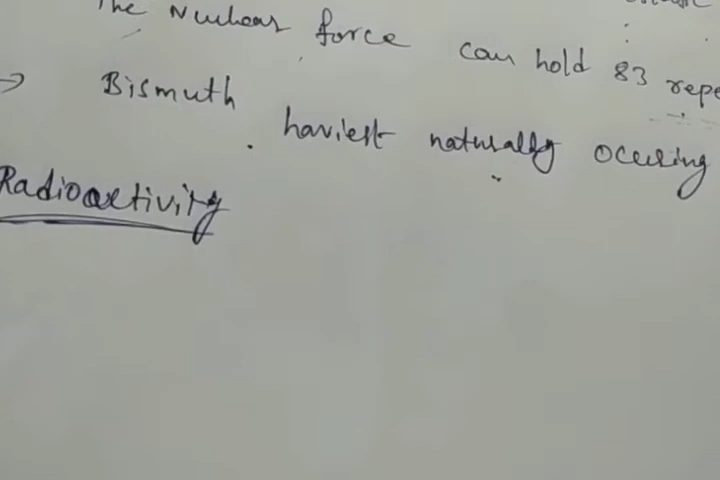 The Nuclear force can hold 83 repe
→ Bismuth
. haviest naturally occuring
Radioactivity